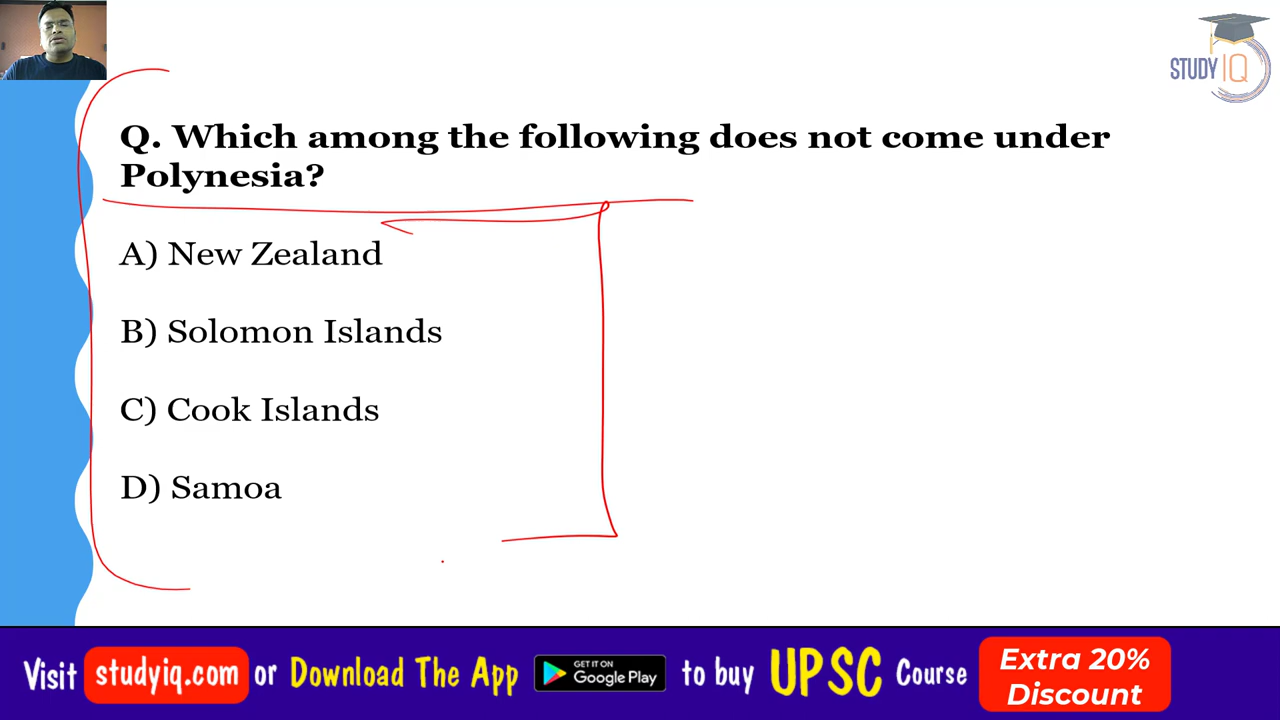 STUDY IQ
Q. Which among the following does not come under
Polynesia?
A) New Zealand
B) Solomon Islands
C) Cook Islands
D) Samoa
Visit studyiq.com or Download The App GET IT ON Google Play to buy UPSC Course Extra 20% Discount